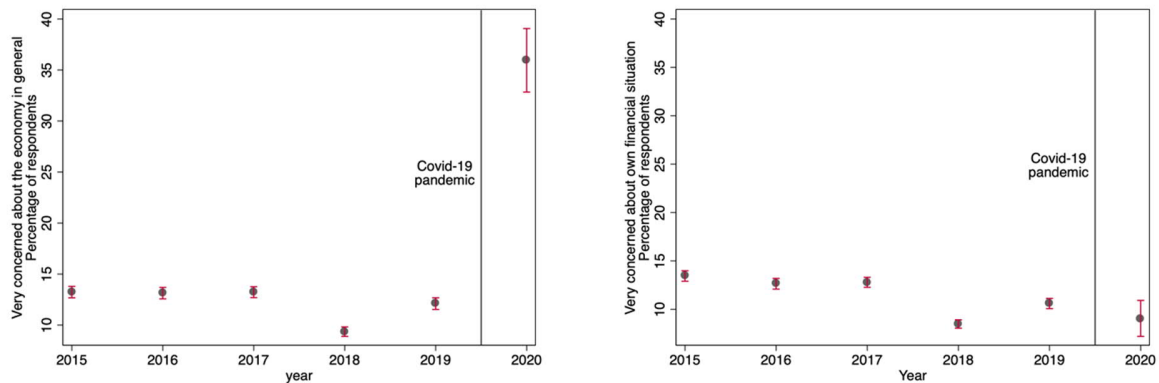 Very concerned about the economy in general
Percentage of respondents
40
35
30
25
20
15
10
Covid-19
pandemic
2015 2016 2017 2018 2019 2020
year
Very concerned about own financial situation
Percentage of respondents
40
35
30
25
20
15
10
Covid-19
pandemic
2015 2016 2017 2018 2019 2020
Year